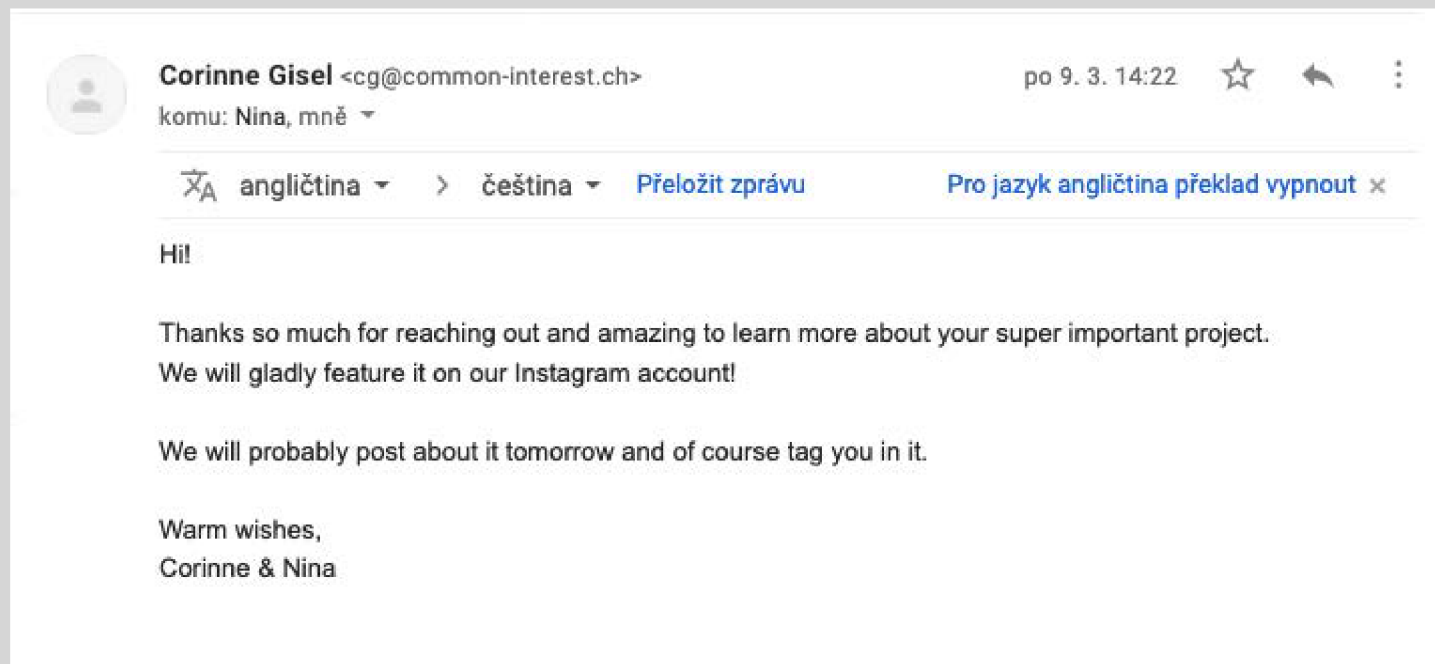 Corinne Gisel <cg@common-interest.ch> po 9. 3. 14:22
komu: Nina, mně
angličtina > čeština Přeložit zprávu Pro jazyk angličtina překlad vypnout ×
Hi!
Thanks so much for reaching out and amazing to learn more about your super important project.
We will gladly feature it on our Instagram account!
We will probably post about it tomorrow and of course tag you in it.
Warm wishes,
Corinne & Nina